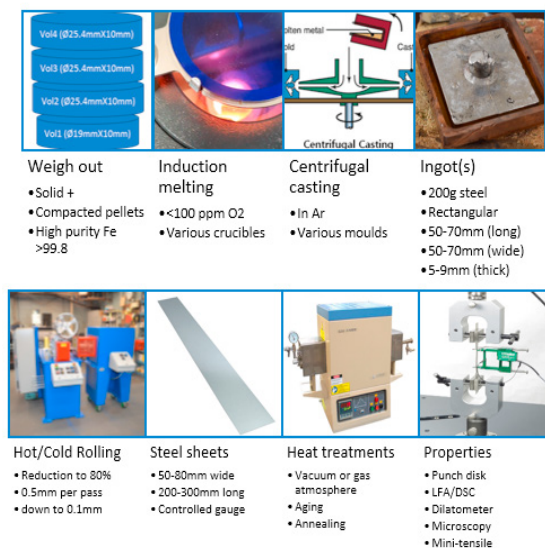 Vol4 (Ø25.4mmX10mm)
Vol3 (Ø25.4mmX10mm)
Vol2 (Ø25.4mmX10mm)
Vol1 (Ø19mmX10mm)
olten metal
old
Cast
Centrifugal Casting
Weigh out
•Solid +
•Compacted pellets
•High purity Fe
>99.8
Induction
melting
•<100 ppm O2
•Various crucibles
Centrifugal
casting
•In Ar
•Various moulds
Ingot(s)
•200g steel
•Rectangular
•50-70mm (long)
•50-70mm (wide)
•5-9mm (thick)
Hot/Cold Rolling
•Reduction to 80%
•0.5mm per pass
•down to 0.1mm
Steel sheets
•50-80mm wide
•200-300mm long
•Controlled gauge
Heat treatments
•Vacuum or gas
atmosphere
•Aging
•Annealing
Properties
•Punch disk
•LFA/DSC
•Dilatometer
•Microscopy
•Mini-tensile